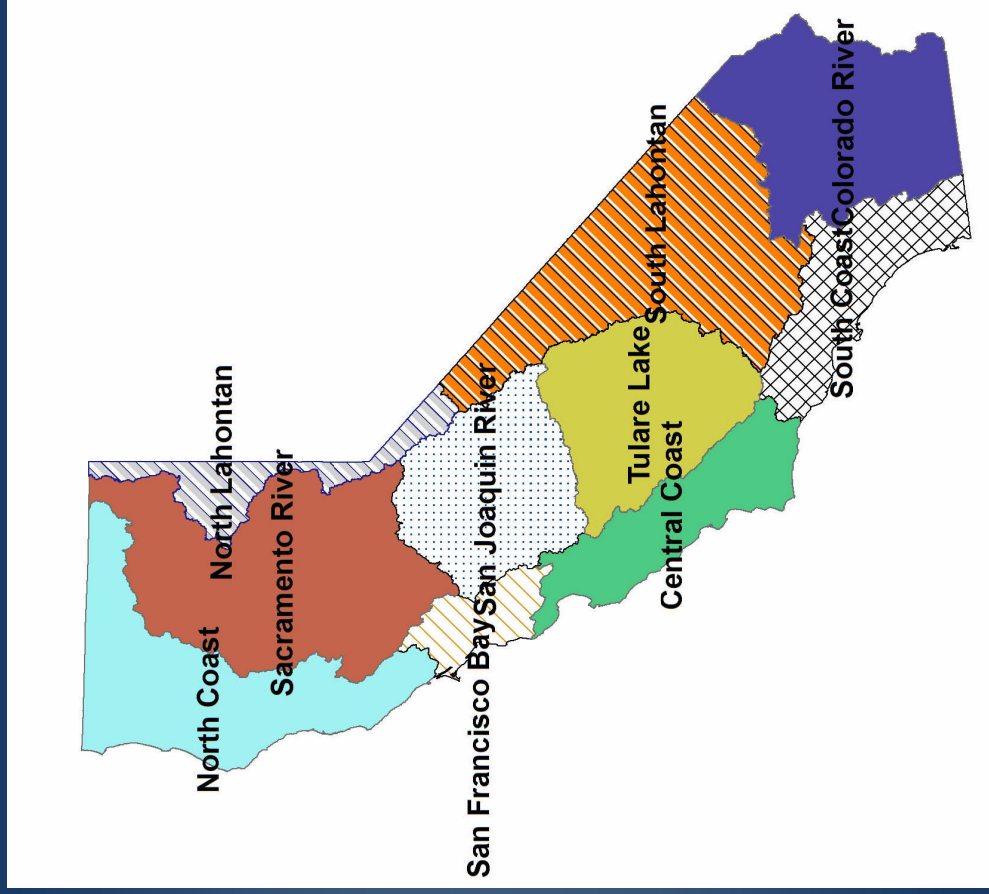 North Coast
North Lahontan
Sacramento River
San Francisco Bay
San Joaquin River
Tulare Lake
Central Coast
South Lahontan
South Coast
Colorado River